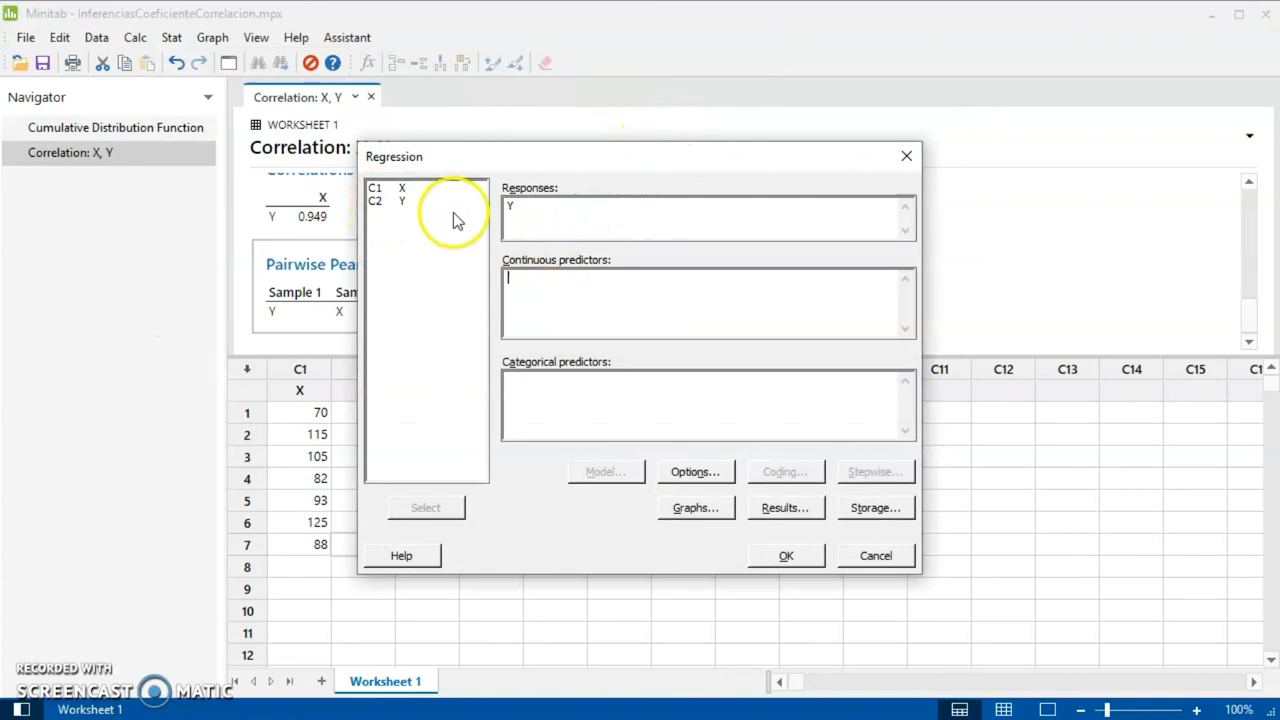 Minitab - InferenciasCoeficienteCorrelacion.mpx
File Edit Data Calc Stat Graph View Help Assistant
Navigator
Cumulative Distribution Function
Correlation: X, Y
Correlation: X, Y
WORKSHEET 1
Correlation:
X
Y 0.949
Pairwise Pea
Sample 1 Sam
Y X
Regression
C1 X
C2 Y
Responses:
Y
Continuous predictors:
Categorical predictors:
Model... Options... Coding... Stepwise...
Select Graphs... Results... Storage...
Help OK Cancel
C1 C11 C12 C13 C14 C15
X
1 70
2 115
3 105
4 82
5 93
6 125
7 88
8
9
10
11
12
Worksheet 1
RECORDED WITH
SCREENCAST MATIC
Worksheet 1 100%